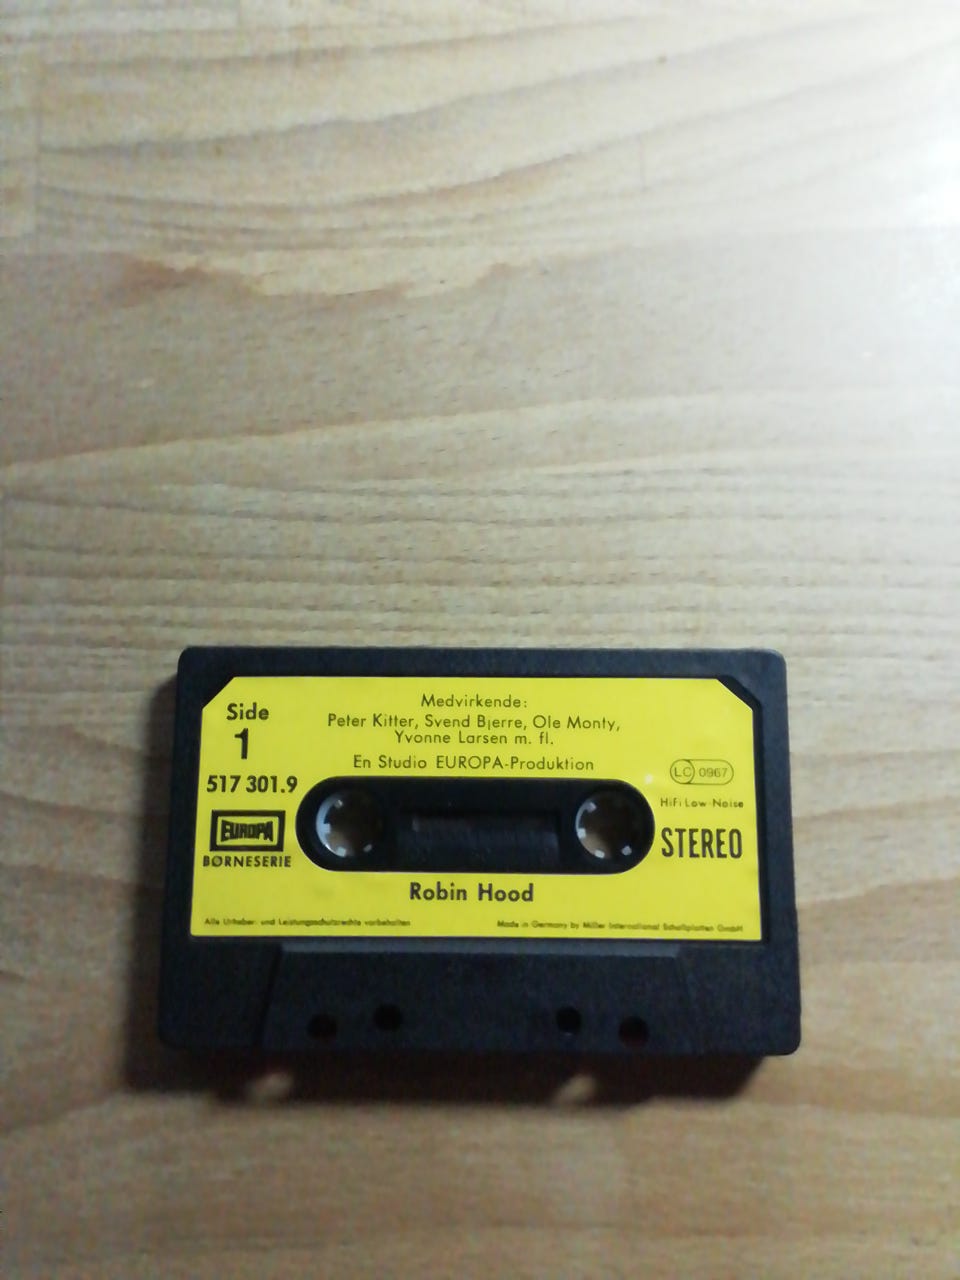 Medvirkende:
Peter Kitter, Svend Bjerre, Ole Monty,
Yvonne Larsen m. fl.
En Studio EUROPA-Produktion
Side
1
517 301.9
EUROPA
BØRNESERIE
LC 0967
HiFi Low-Noise
STEREO
Robin Hood
Alle Urheber- und Leistungsschutzrechte vorbehalten
Made in Germany by Miller International Schallplatten GmbH